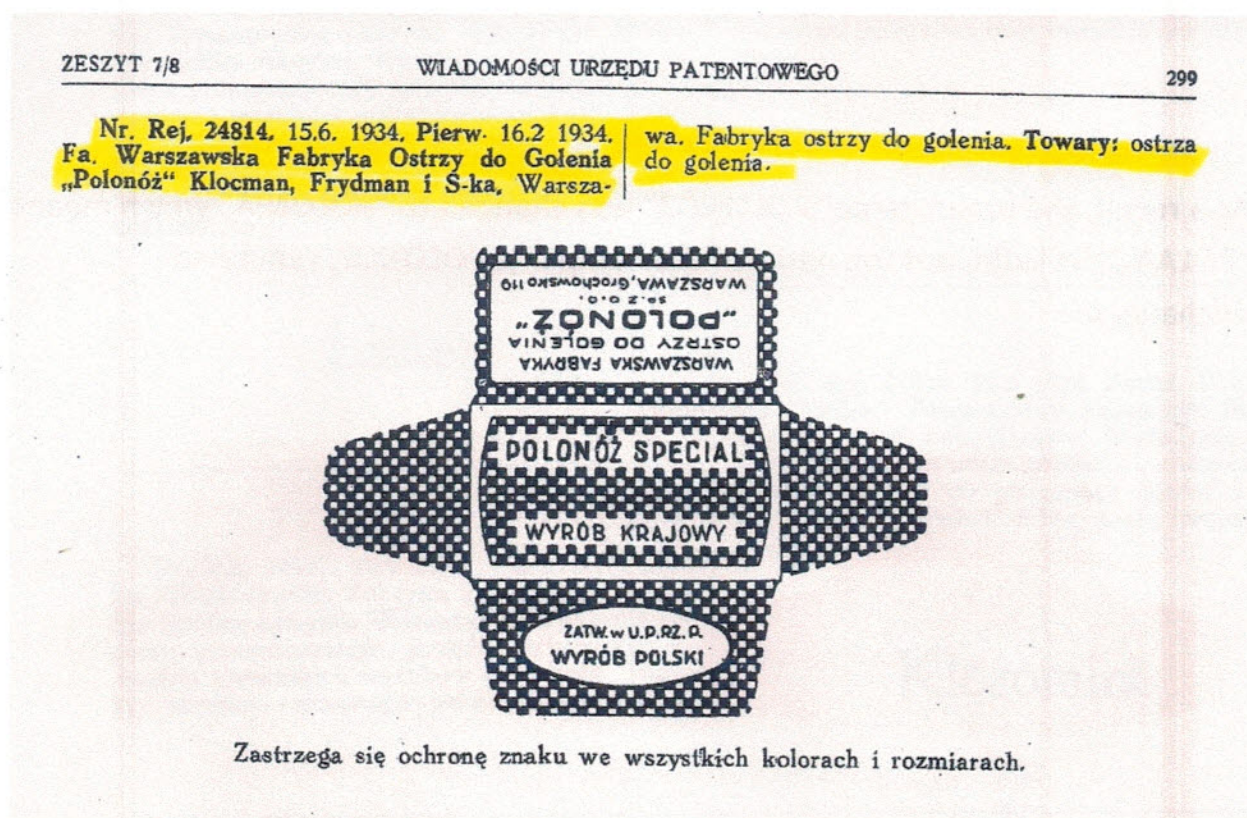 ZESZYT 7/8
WIADOMOŚCI URZĘDU PATENTOWEGO
299
Nr. Rej. 24814. 15.6. 1934. Pierw. 16.2 1934.
Fa. Warszawska Fabryka Ostrzy do Golenia
„Polonóż“ Klocman, Frydman i S-ka, Warsza-
wa. Fabryka ostrzy do golenia. Towary: ostrza
do golenia.
WARSZAWSKA FABRYKA
OSTRZY DO GOLENIA
"POLONÓŻ"
SP. Z O.O.
WARSZAWA, Grochowska 110
POLONÓŻ SPECIAL
WYRÓB KRAJOWY
ZATW. w U.P.RZ.P.
WYRÓB POLSKI
Zastrzega się ochronę znaku we wszystkich kolorach i rozmiarach.